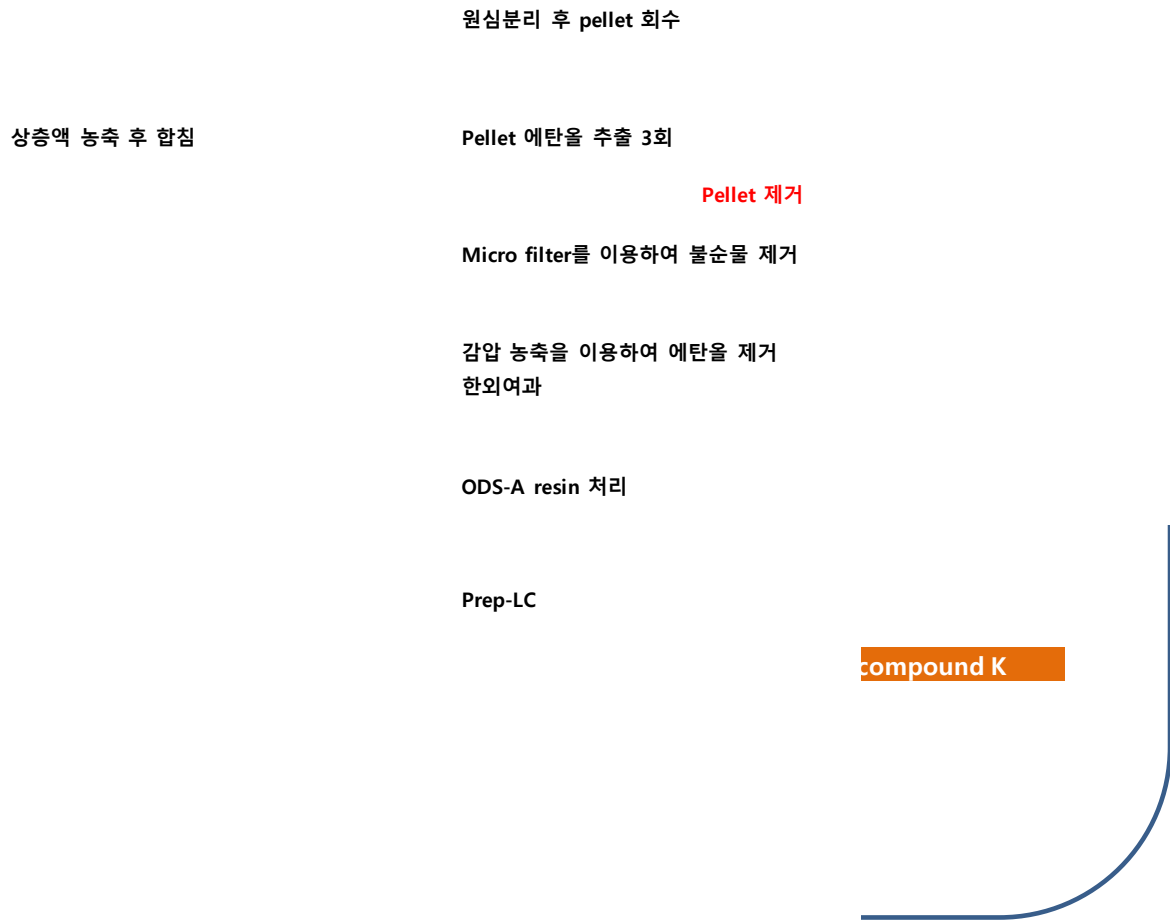 원심분리 후 pellet 회수
상층액 농축 후 합침
Pellet 에탄올 추출 3회
Pellet 제거
Micro filter를 이용하여 불순물 제거
감압 농축을 이용하여 에탄올 제거
한외여과
ODS-A resin 처리
Prep-LC
compound K